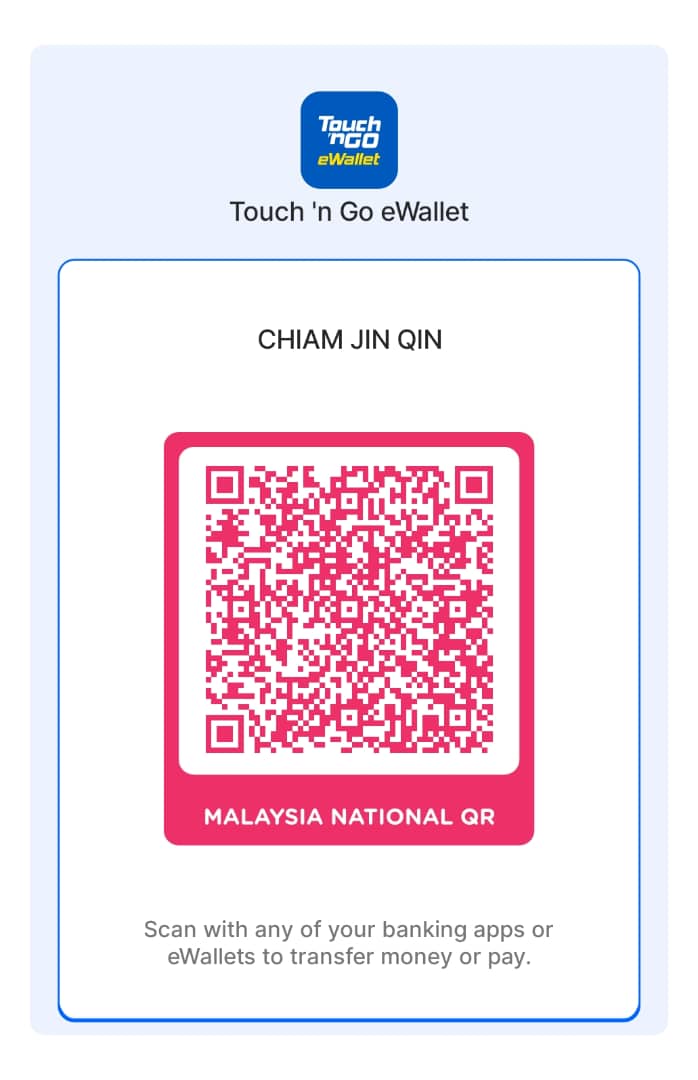 Touch
'nGO
eWallet
Touch 'n Go eWallet
CHIAM JIN QIN
MALAYSIA NATIONAL QR
Scan with any of your banking apps or
eWallets to transfer money or pay.